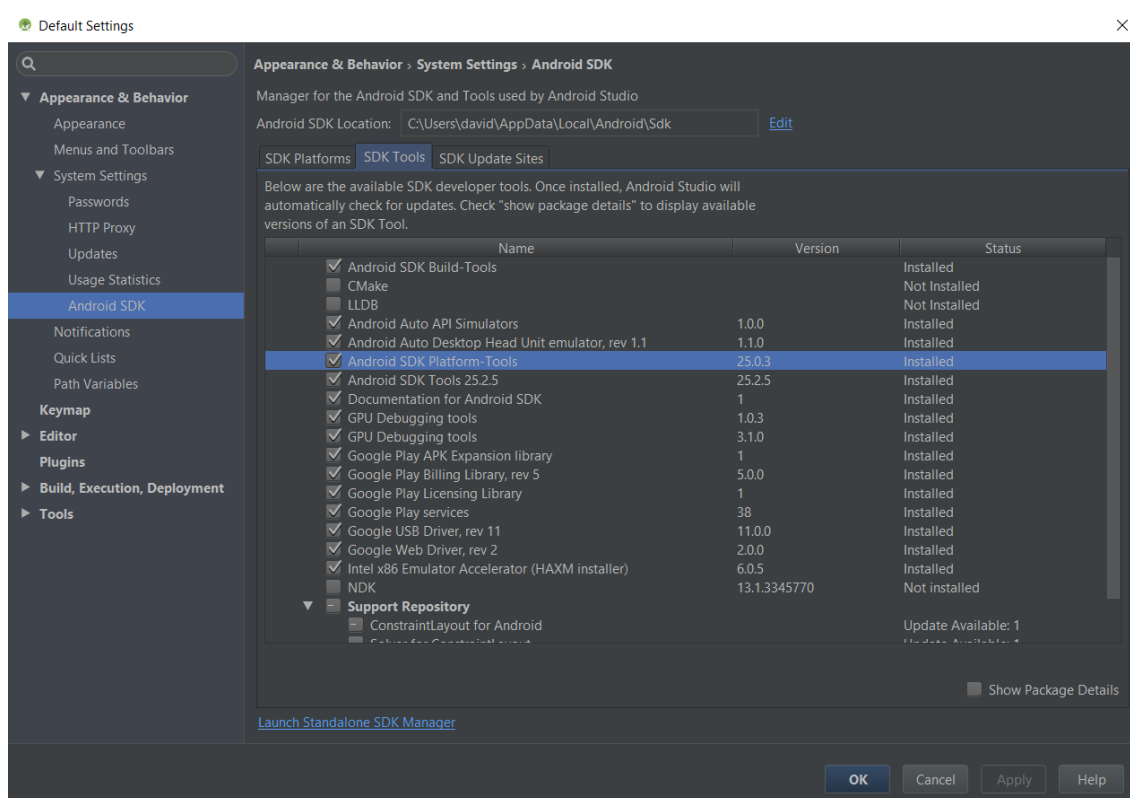 Default Settings
Appearance & Behavior › System Settings › Android SDK
Appearance & Behavior
Appearance
Menus and Toolbars
System Settings
Passwords
HTTP Proxy
Updates
Usage Statistics
Android SDK
Notifications
Quick Lists
Path Variables
Keymap
Editor
Plugins
Build, Execution, Deployment
Tools
Manager for the Android SDK and Tools used by Android Studio
Android SDK Location: C:\Users\david\AppData\Local\Android\Sdk Edit
SDK Platforms SDK Tools SDK Update Sites
Below are the available SDK developer tools. Once installed, Android Studio will
automatically check for updates. Check "show package details" to display available
versions of an SDK Tool.
Name Version Status
Android SDK Build-Tools Installed
CMake Not Installed
LLDB Not Installed
Android Auto API Simulators 1.0.0 Installed
Android Auto Desktop Head Unit emulator, rev 1.1 1.1.0 Installed
Android SDK Platform-Tools 25.0.3 Installed
Android SDK Tools 25.2.5 25.2.5 Installed
Documentation for Android SDK 1 Installed
GPU Debugging tools 1.0.3 Installed
GPU Debugging tools 3.1.0 Installed
Google Play APK Expansion library 1 Installed
Google Play Billing Library, rev 5 5.0.0 Installed
Google Play Licensing Library 1 Installed
Google Play services 38 Installed
Google USB Driver, rev 11 11.0.0 Installed
Google Web Driver, rev 2 2.0.0 Installed
Intel x86 Emulator Accelerator (HAXM installer) 6.0.5 Installed
NDK 13.1.3345770 Not installed
Support Repository
ConstraintLayout for Android Update Available: 1
Solver for ConstraintLayout Update Available: 1
Show Package Details
Launch Standalone SDK Manager
OK Cancel Apply Help